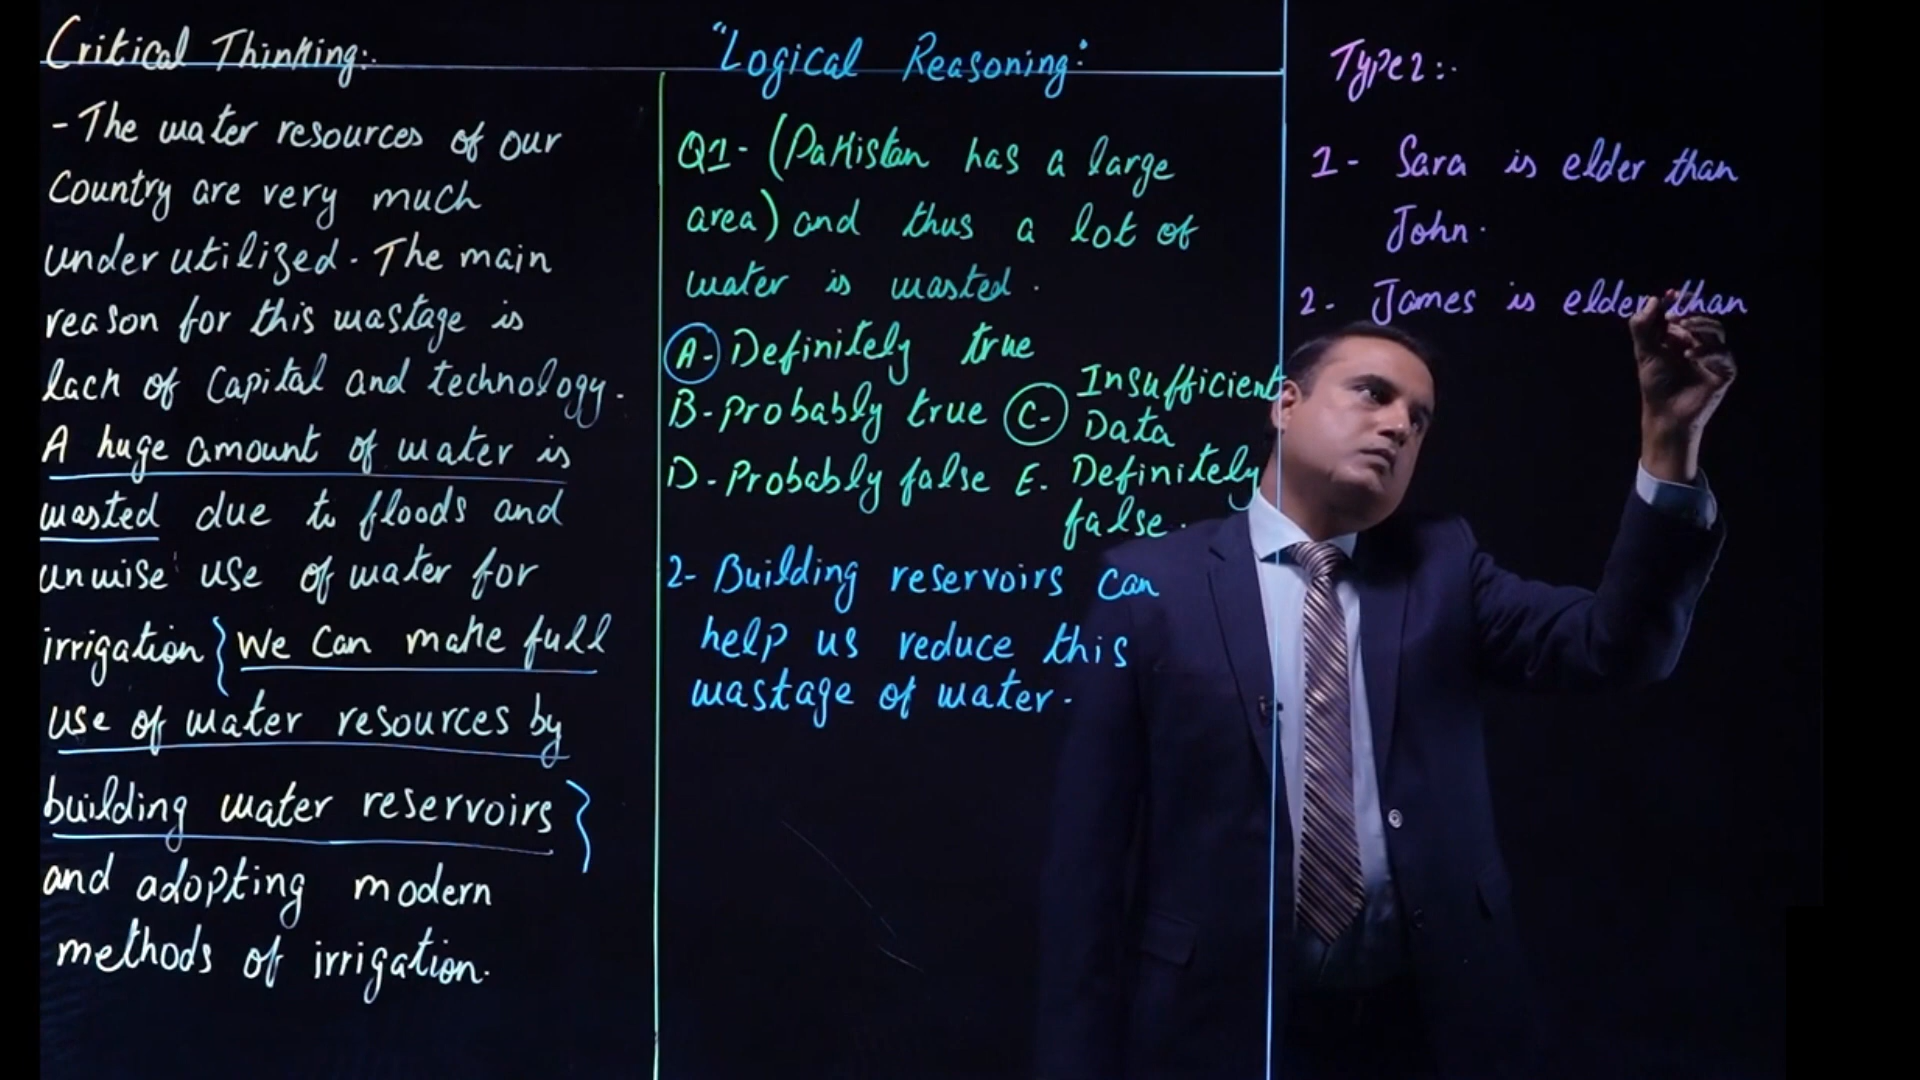 Critical Thinking:.
- The water resources of our
Country are very much
under utilized. The main
reason for this wastage is
lack of Capital and technology.
A huge amount of water is
wasted due to floods and
unwise use of water for
irrigation } We Can make full
use of water resources by
building water reservoirs }
and adopting modern
methods of irrigation.
"Logical Reasoning:
Q1- (Pakistan has a large
area) and thus a lot of
water is wasted.
A- Definitely true
B- Probably true C- Insufficient
Data
D- Probably false E. Definitely
false.
2- Building reservoirs can
help us reduce this
wastage of water.
Type 2:.
1- Sara is elder than
John.
2- James is elder than